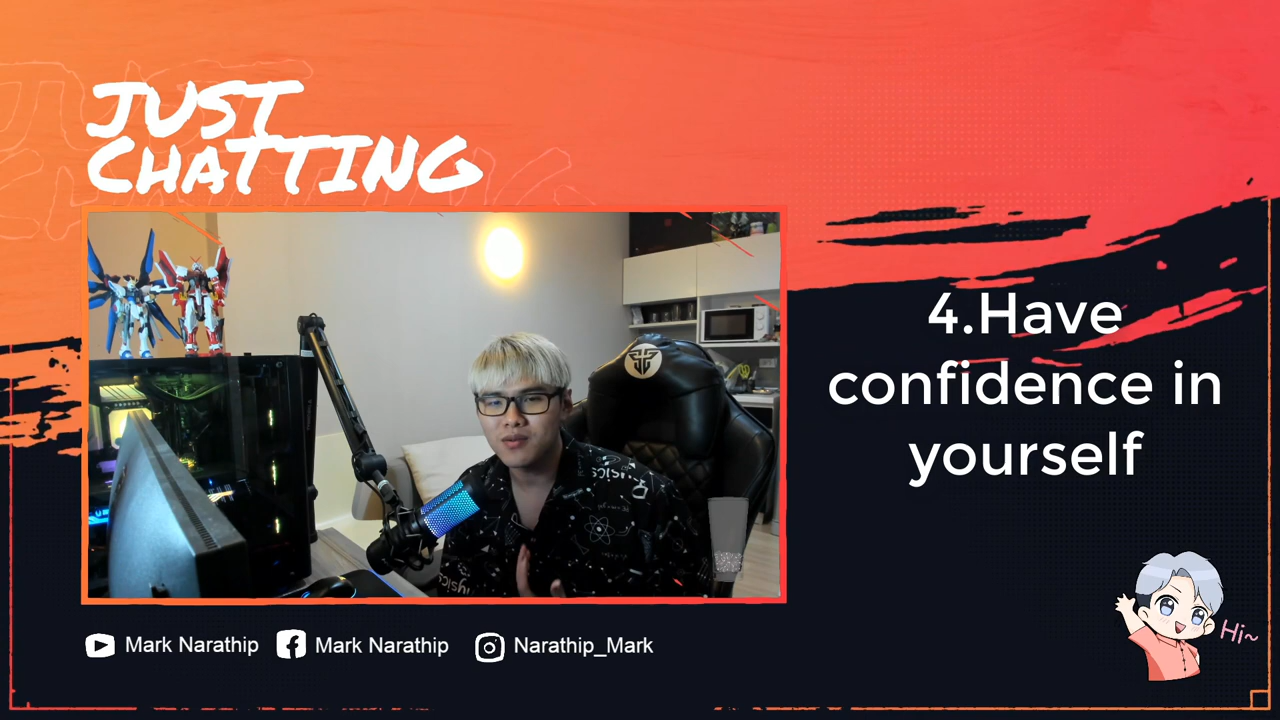 JUST
CHATTING
4.Have
confidence in
yourself
Mark Narathip
Mark Narathip
Narathip_Mark
Hi~